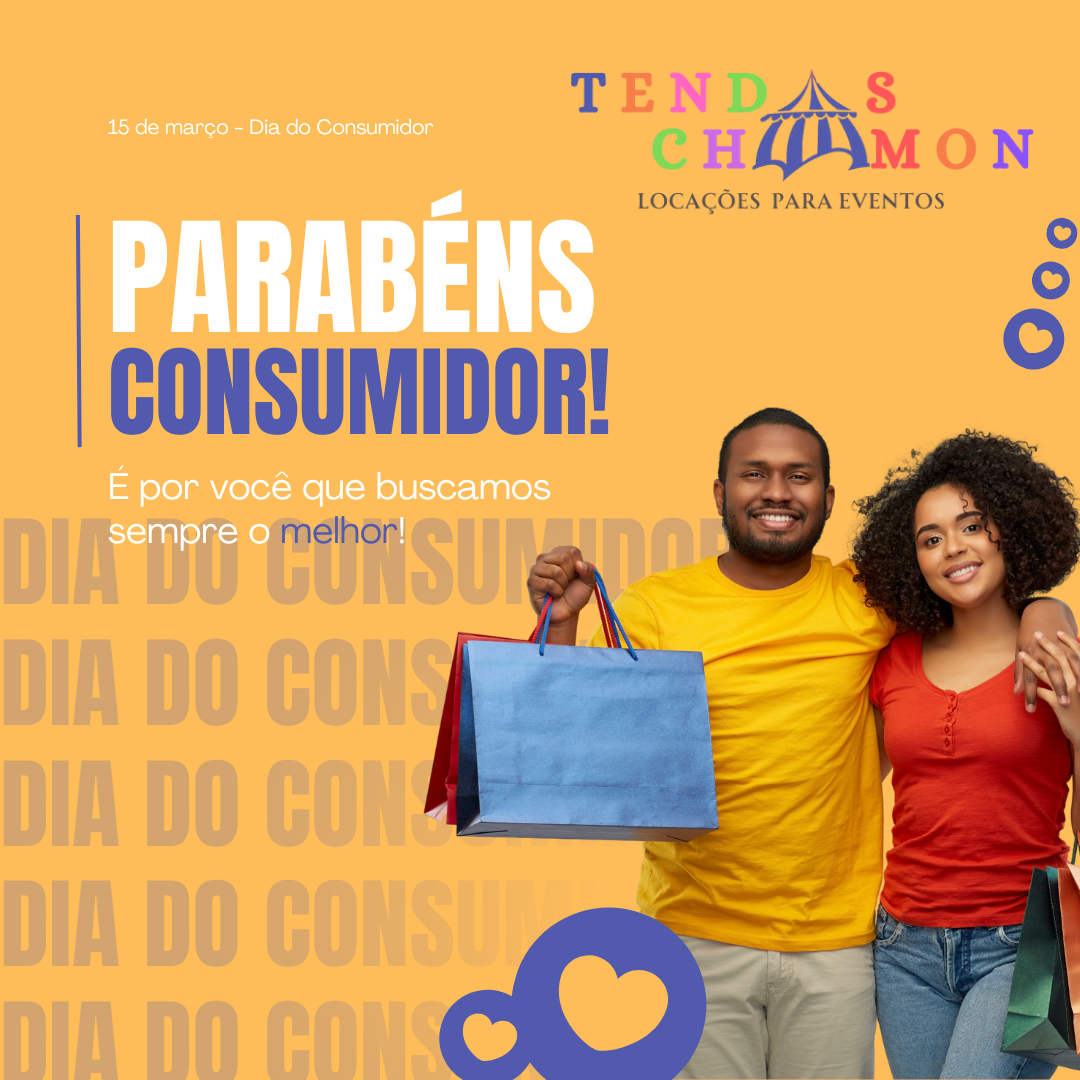 TENDAS
CHAMON
LOCAÇÕES PARA EVENTOS
15 de março - Dia do Consumidor
PARABÉNS
CONSUMIDOR!
É por você que buscamos
sempre o melhor!
DIA DO CONSUMIDOR
DIA DO CONS
DIA DO CONS
DIA DO CONSUM
DIA DO CONS